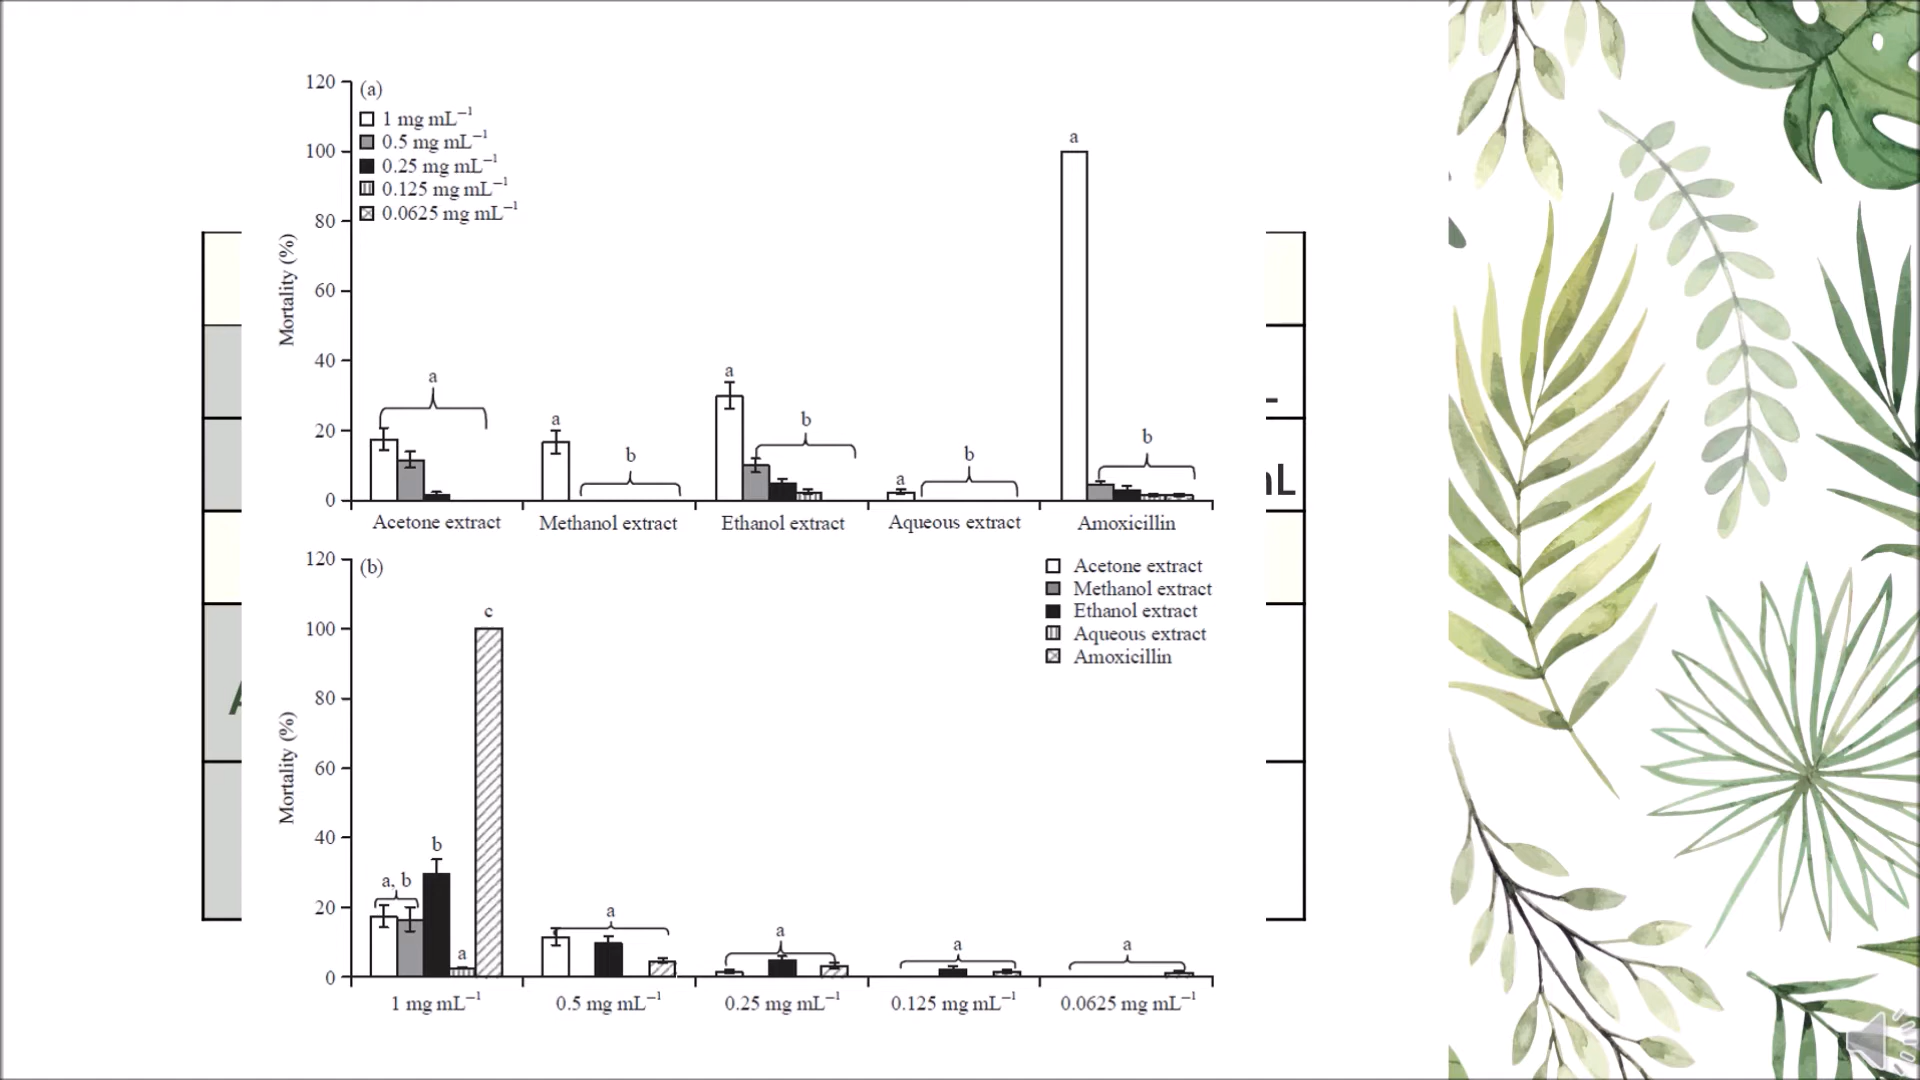 120
(a)
1 mg mL⁻¹
100
a
0.5 mg mL⁻¹
0.25 mg mL⁻¹
0.125 mg mL⁻¹
0.0625 mg mL⁻¹
80
Mortality (%)
60
40
a
a
20
a
b
b
b
a
b
0
Acetone extract
Methanol extract
Ethanol extract
Aqueous extract
Amoxicillin
mL
120
(b)
Acetone extract
Methanol extract
Ethanol extract
Aqueous extract
Amoxicillin
100
c
80
Mortality (%)
60
40
b
a, b
20
a
a
a
a
a
0
1 mg mL⁻¹
0.5 mg mL⁻¹
0.25 mg mL⁻¹
0.125 mg mL⁻¹
0.0625 mg mL⁻¹